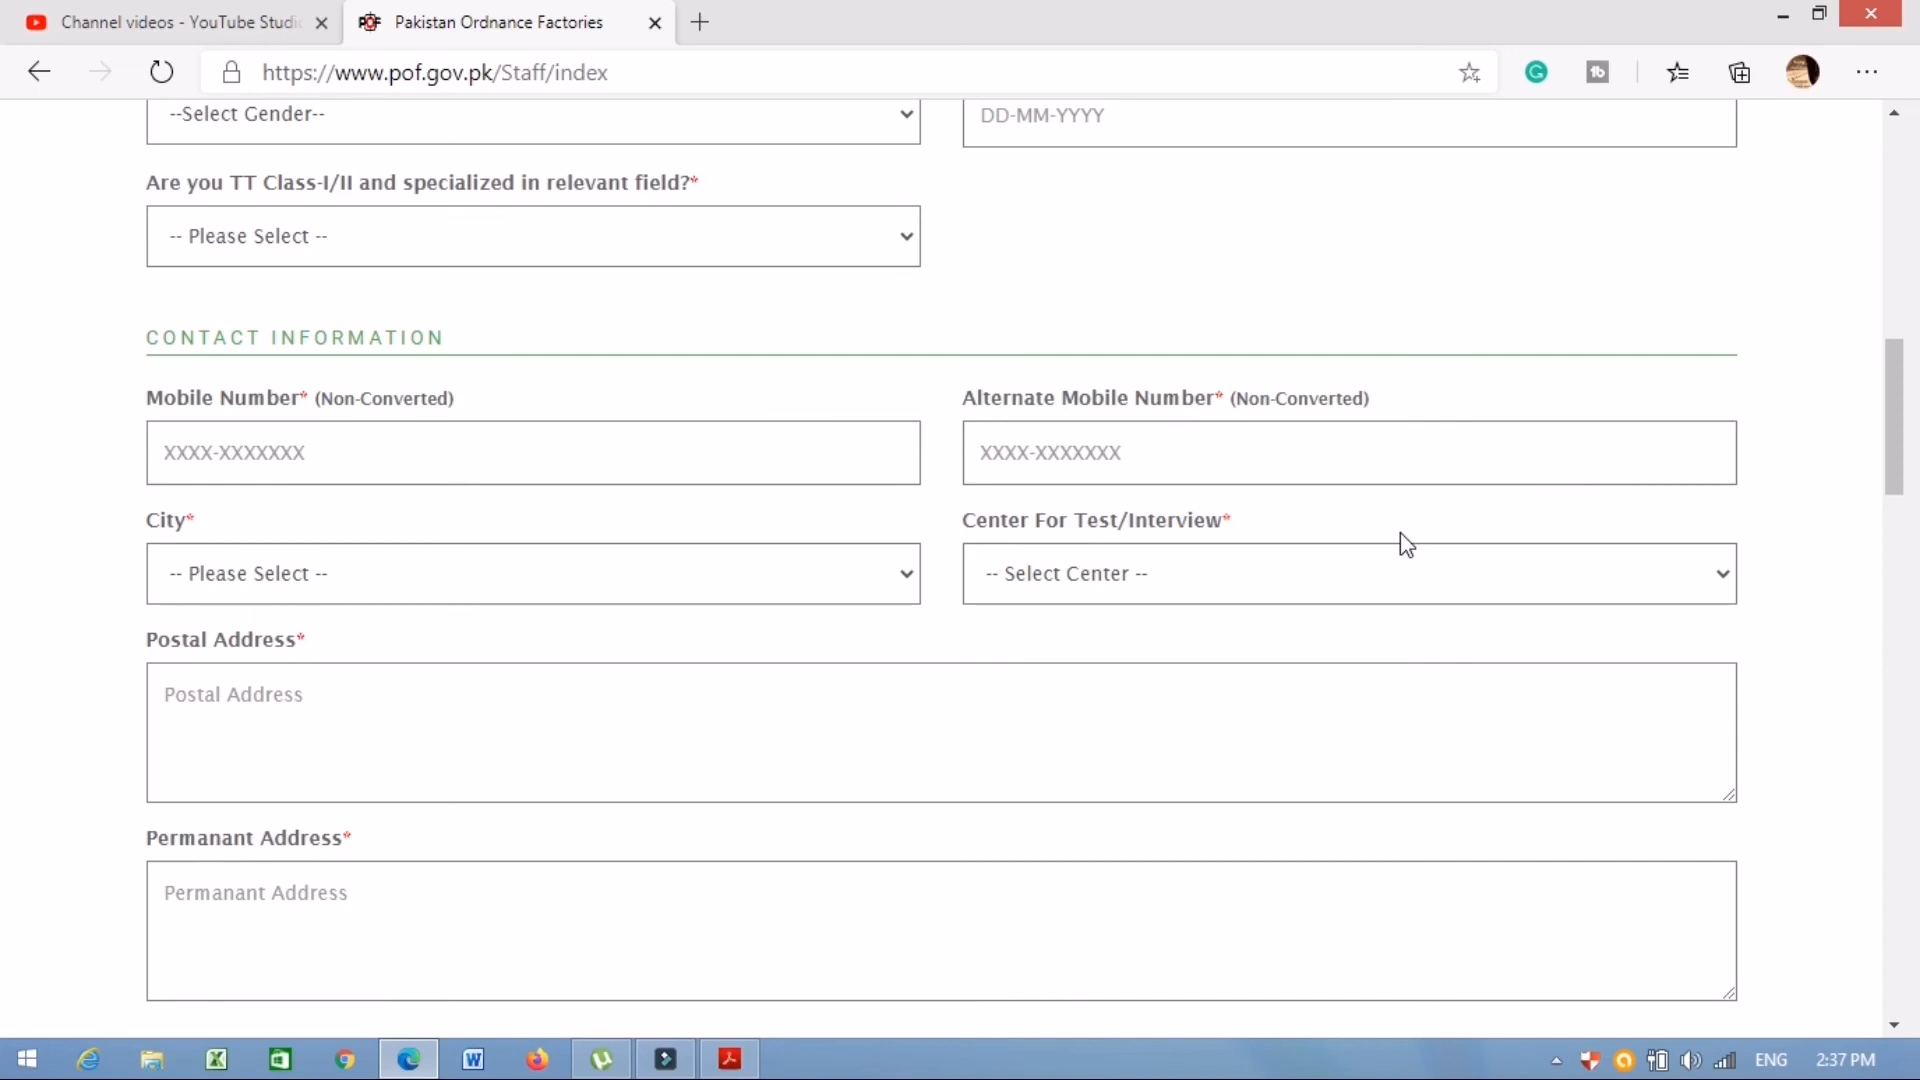 Channel videos - YouTube Studi
POF
Pakistan Ordnance Factories
https://www.pof.gov.pk/Staff/index
G
tb
--Select Gender--
DD-MM-YYYY
Are you TT Class-I/II and specialized in relevant field?*
-- Please Select --
CONTACT INFORMATION
Mobile Number* (Non-Converted)
Alternate Mobile Number* (Non-Converted)
XXXX-XXXXXXX
XXXX-XXXXXXX
City*
Center For Test/Interview*
-- Please Select --
-- Select Center --
Postal Address*
Postal Address
Permanant Address*
Permanant Address
ENG
2:37 PM